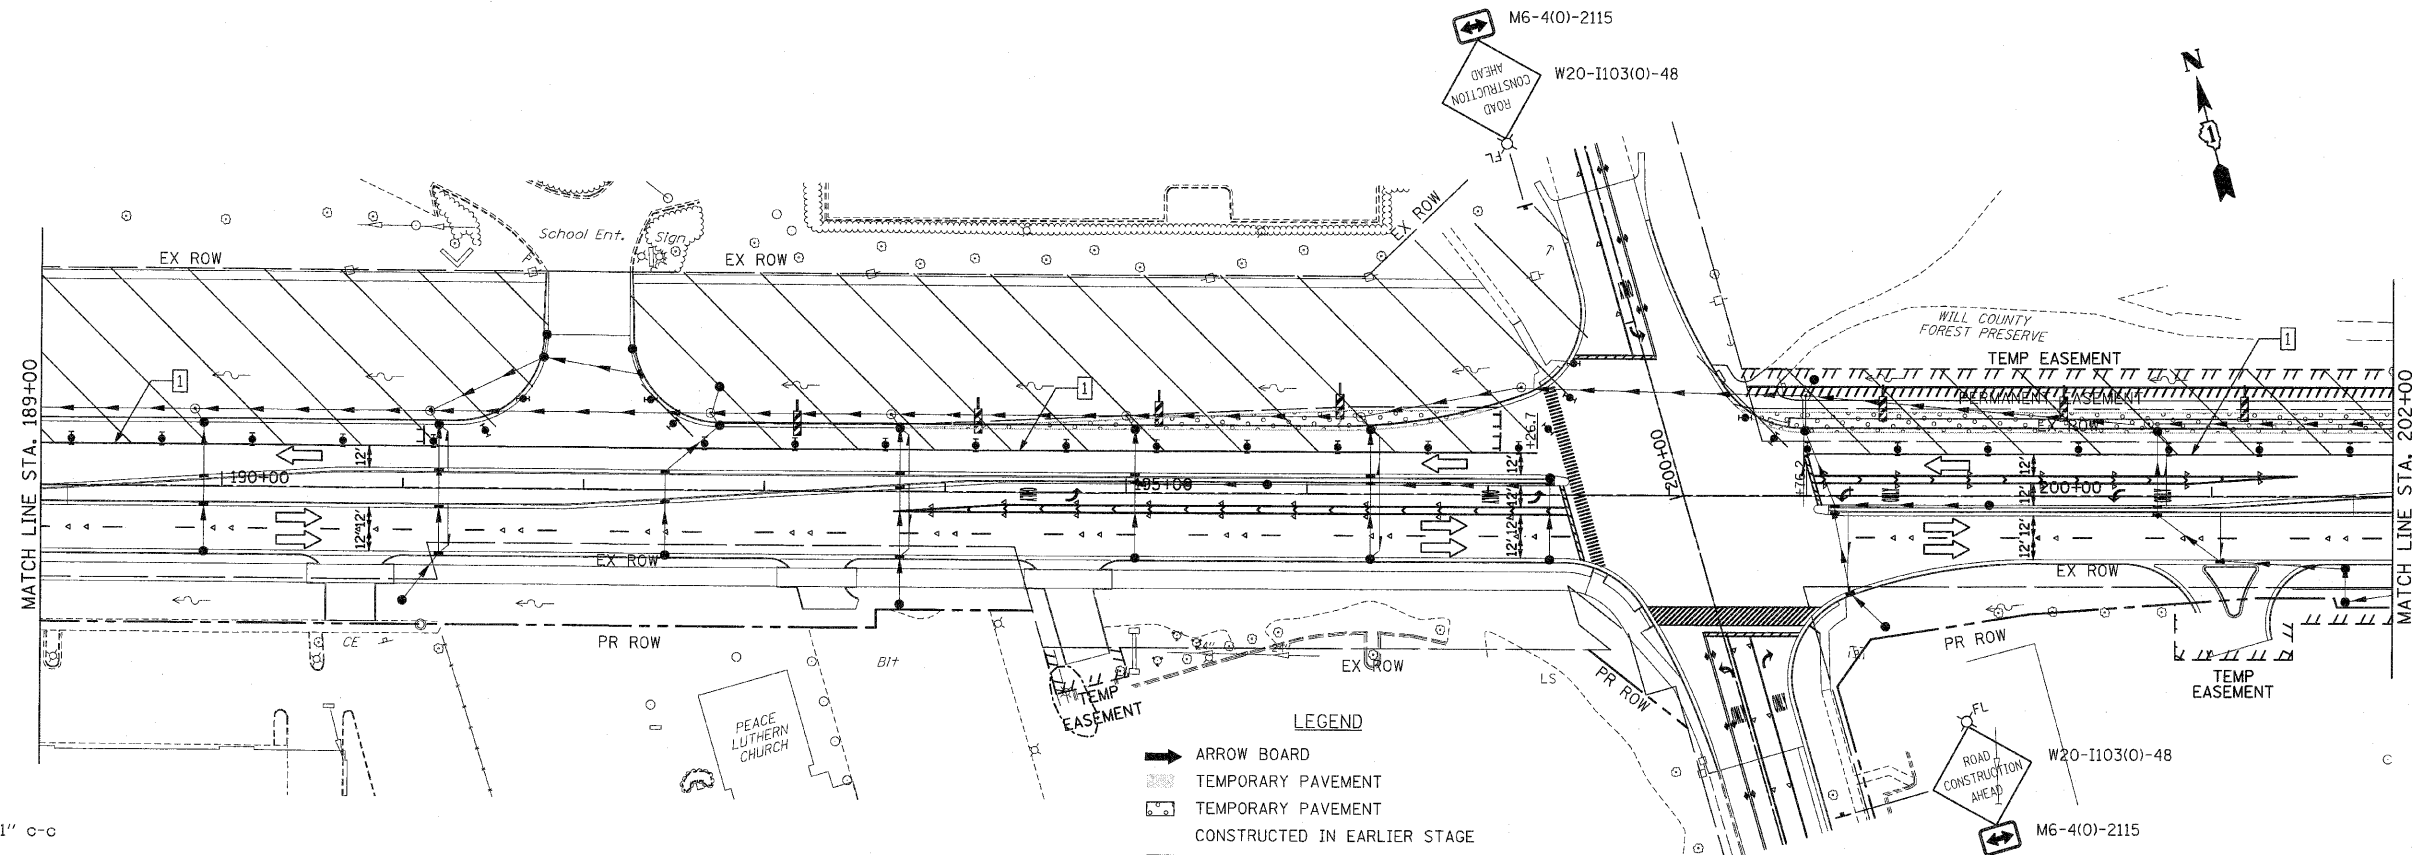 M6-4(O)-2115
ROAD
CONSTRUCTION
AHEAD
W20-I103(O)-48
FL
N
1
EX ROW
School Ent.
Sign
EX ROW
EX ROW
WILL COUNTY
FOREST PRESERVE
TEMP EASEMENT
1
1
1
PERMANENT EASEMENT
EX ROW
MATCH LINE STA. 189+00
MATCH LINE STA. 202+00
12'
190+00
12'
12'
195+00
+26.7
12'
12'
12'
12'
200+00
+76.2
12'
12'
200+00
12'
12'
EX ROW
EX ROW
PR ROW
CE
Blt
EX ROW
LS
PR ROW
PR ROW
TEMP
EASEMENT
TEMP
EASEMENT
PEACE
LUTHERN
CHURCH
LEGEND
ARROW BOARD
TEMPORARY PAVEMENT
TEMPORARY PAVEMENT
CONSTRUCTED IN EARLIER STAGE
FL
ROAD
CONSTRUCTION
AHEAD
W20-I103(O)-48
M6-4(O)-2115
1" c-c